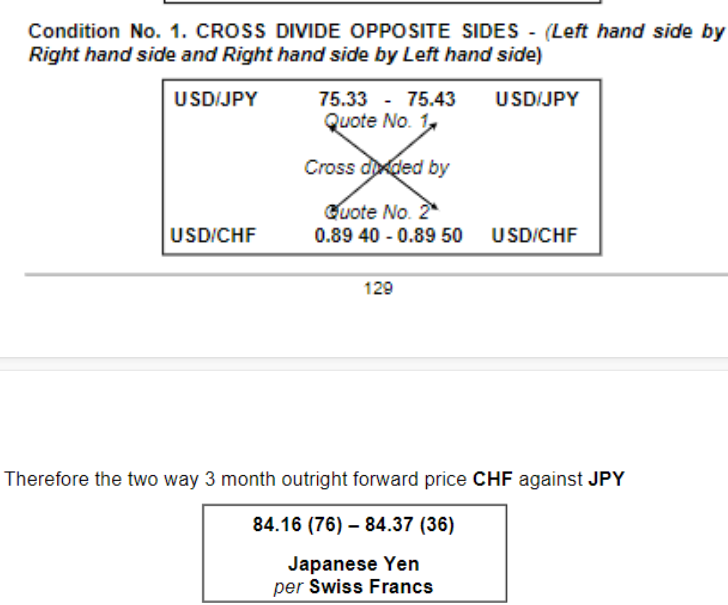 Condition No. 1. CROSS DIVIDE OPPOSITE SIDES - (Left hand side by
Right hand side and Right hand side by Left hand side)
USD/JPY 75.33 - 75.43 USD/JPY
Quote No. 1
Cross divided by
Quote No. 2
USD/CHF 0.89 40 - 0.89 50 USD/CHF
129
Therefore the two way 3 month outright forward price CHF against JPY
84.16 (76) – 84.37 (36)
Japanese Yen
per Swiss Francs